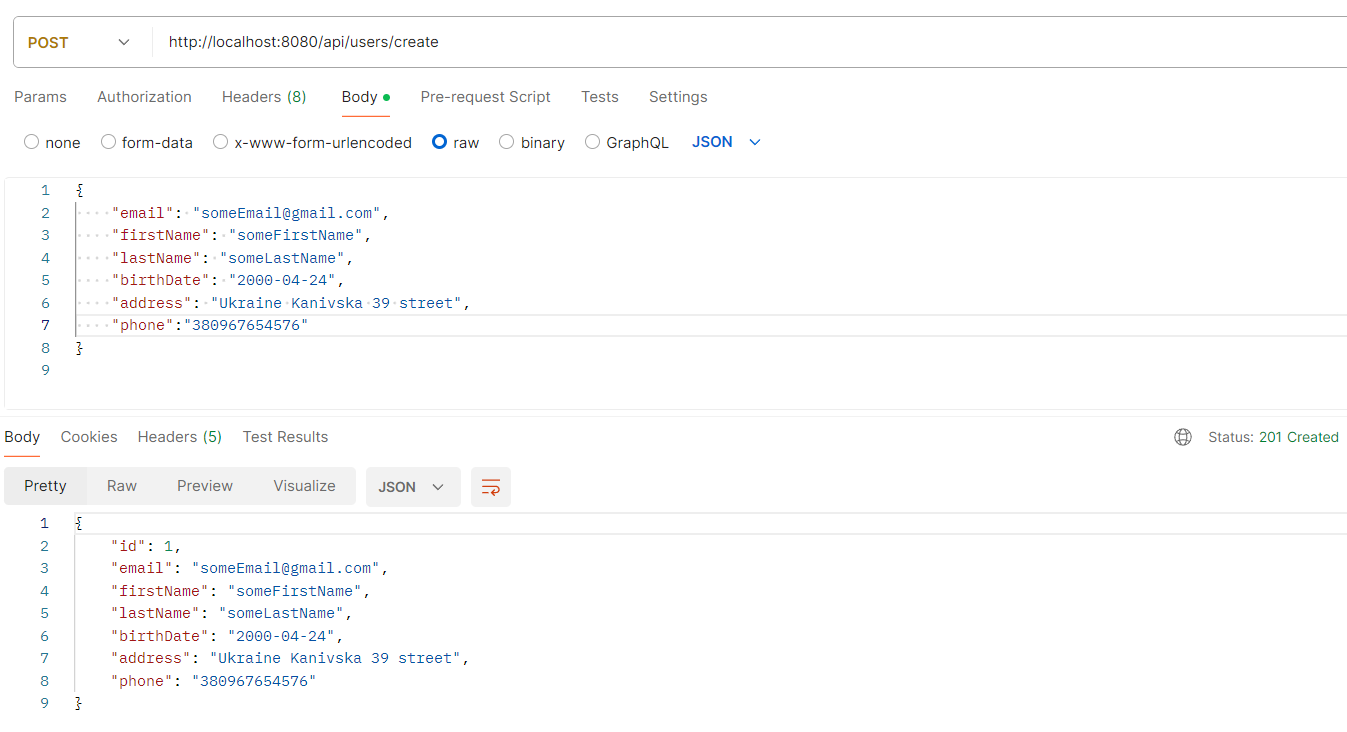 POST http://localhost:8080/api/users/create
Params Authorization Headers (8) Body Pre-request Script Tests Settings
none form-data x-www-form-urlencoded raw binary GraphQL JSON
1 {
2 "email": "someEmail@gmail.com",
3 "firstName": "someFirstName",
4 "lastName": "someLastName",
5 "birthDate": "2000-04-24",
6 "address": "Ukraine Kanivska 39 street",
7 "phone":"380967654576"
8 }
9
Body Cookies Headers (5) Test Results Status: 201 Created
Pretty Raw Preview Visualize JSON
1 {
2 "id": 1,
3 "email": "someEmail@gmail.com",
4 "firstName": "someFirstName",
5 "lastName": "someLastName",
6 "birthDate": "2000-04-24",
7 "address": "Ukraine Kanivska 39 street",
8 "phone": "380967654576"
9 }